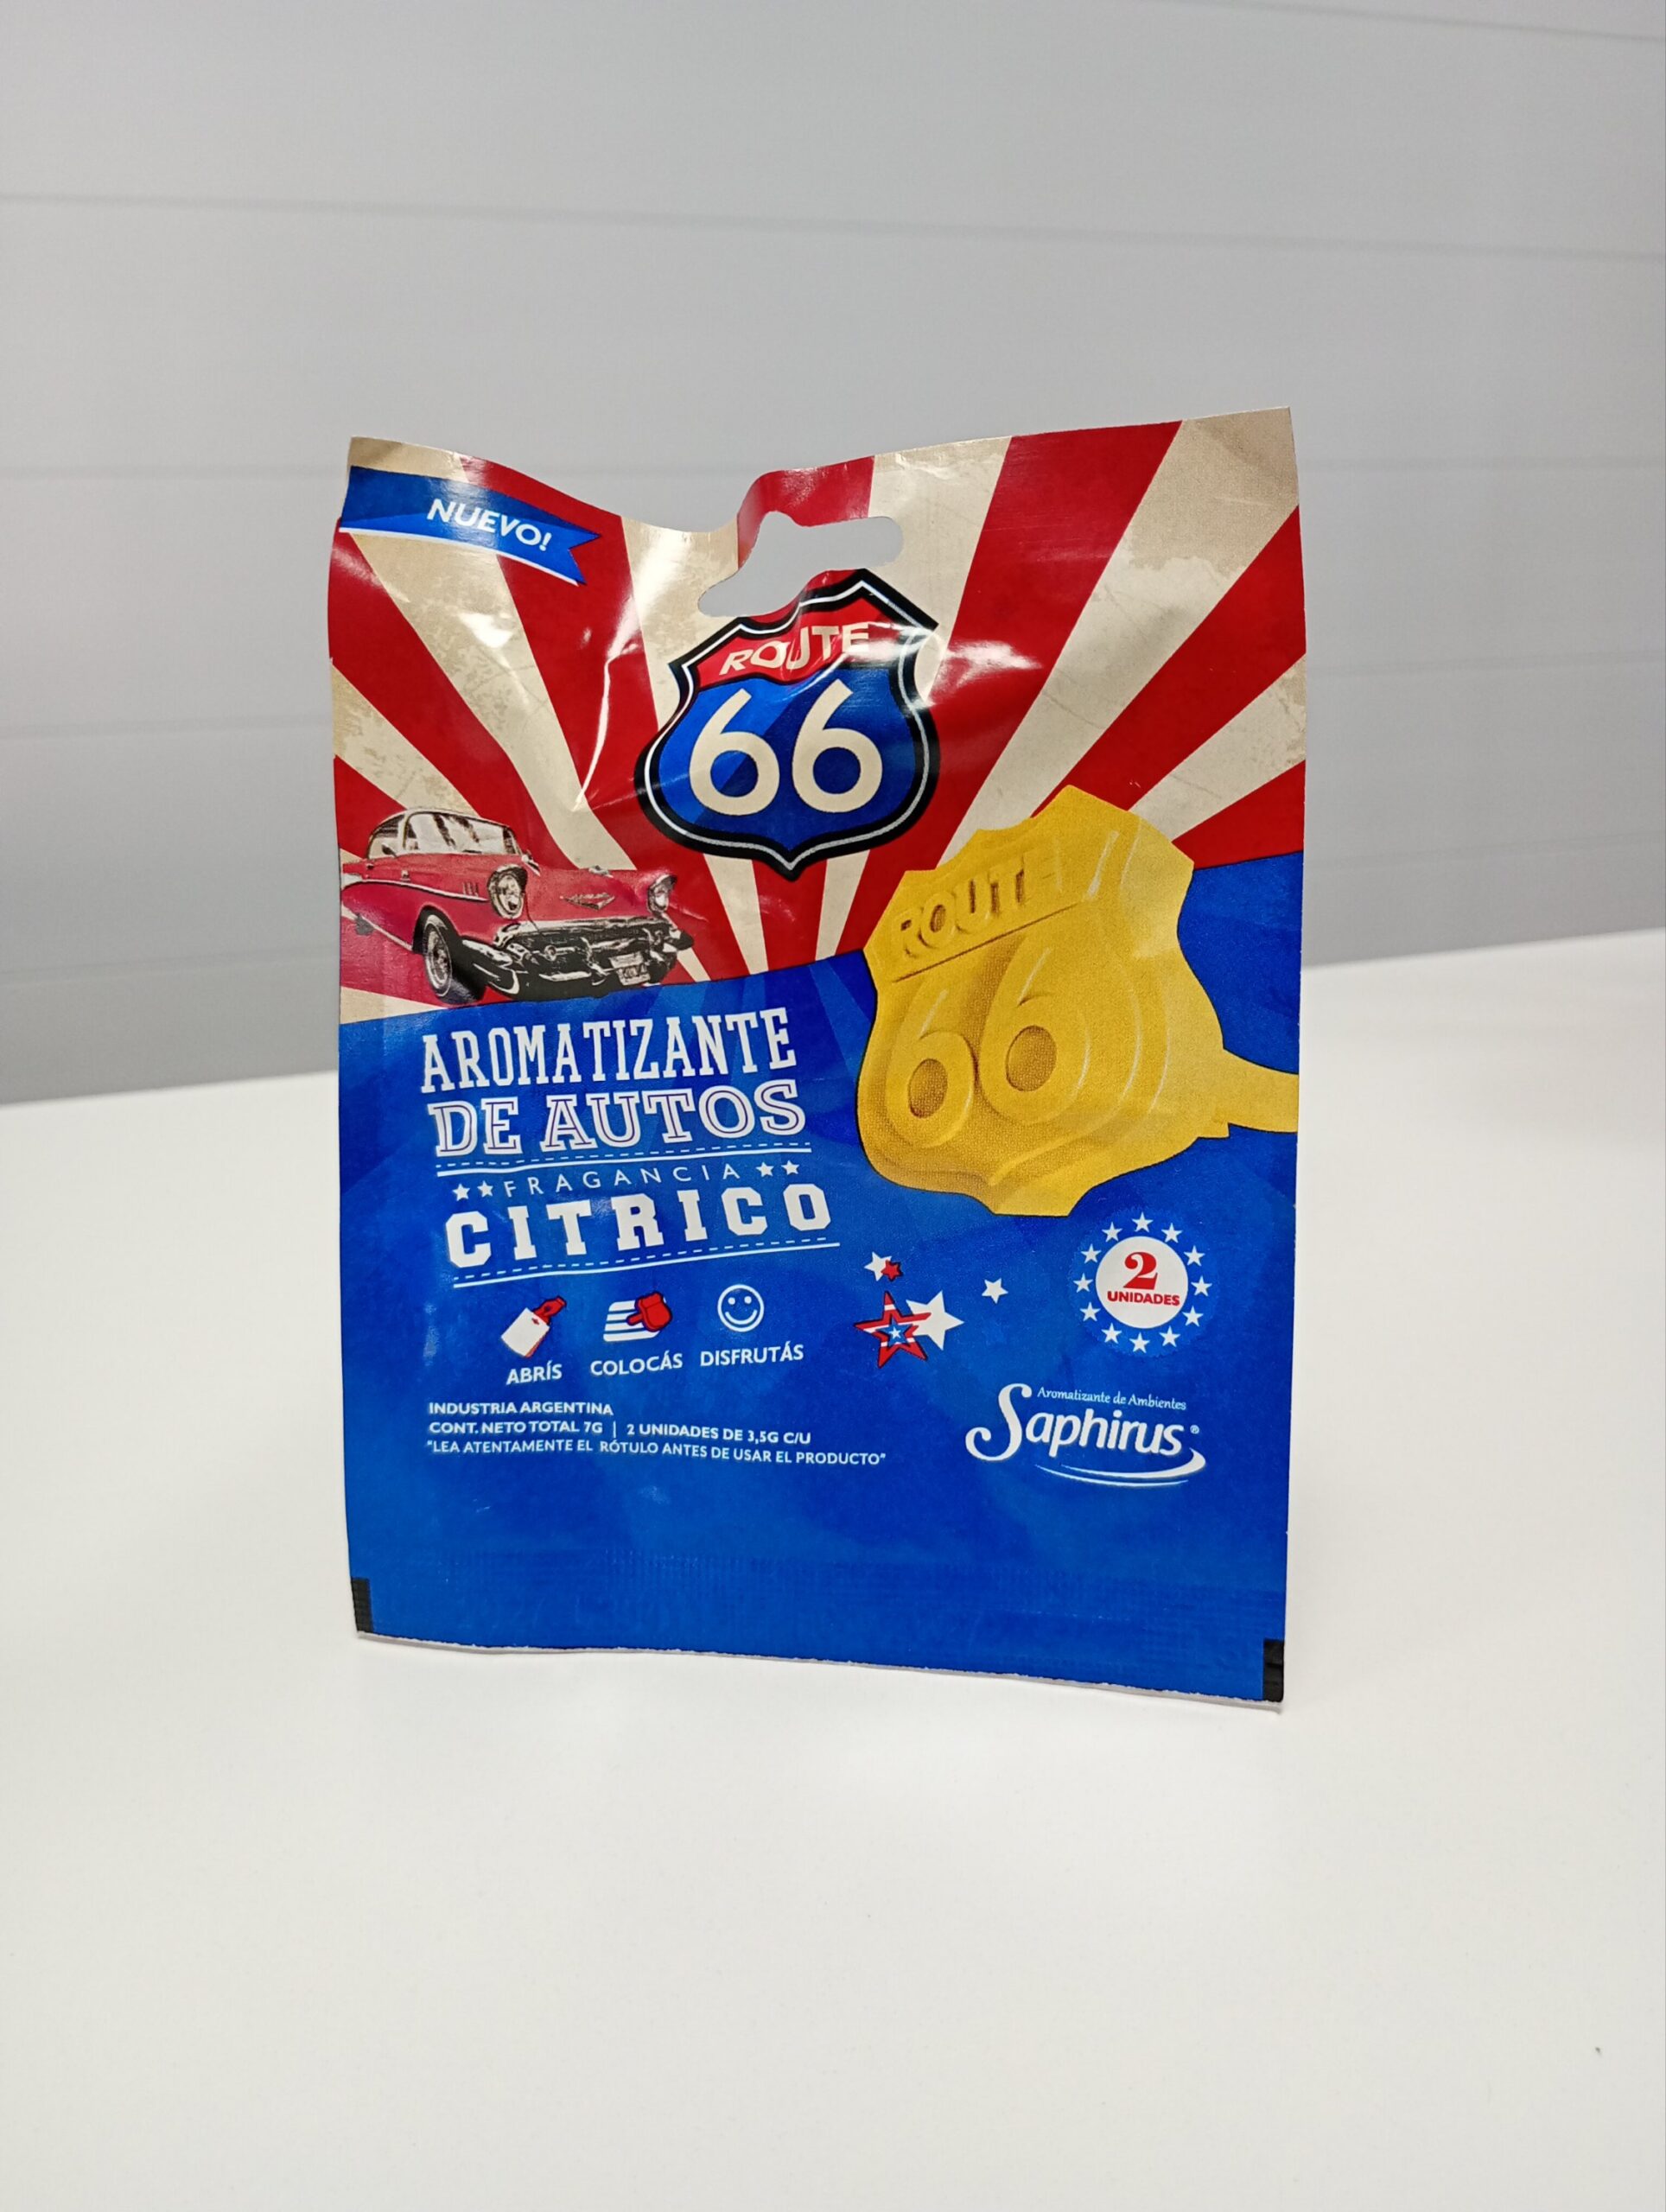 NUEVO!
ROUTE
66
ROUTE
66
AROMATIZANTE
DE AUTOS
FRAGANCIA
CITRICO
ABRÍS COLOCÁS DISFRUTÁS
2
UNIDADES
INDUSTRIA ARGENTINA
CONT. NETO TOTAL 7G | 2 UNIDADES DE 3,5G C/U
"LEA ATENTAMENTE EL RÓTULO ANTES DE USAR EL PRODUCTO"
Aromatizante de Ambientes
Saphirus®